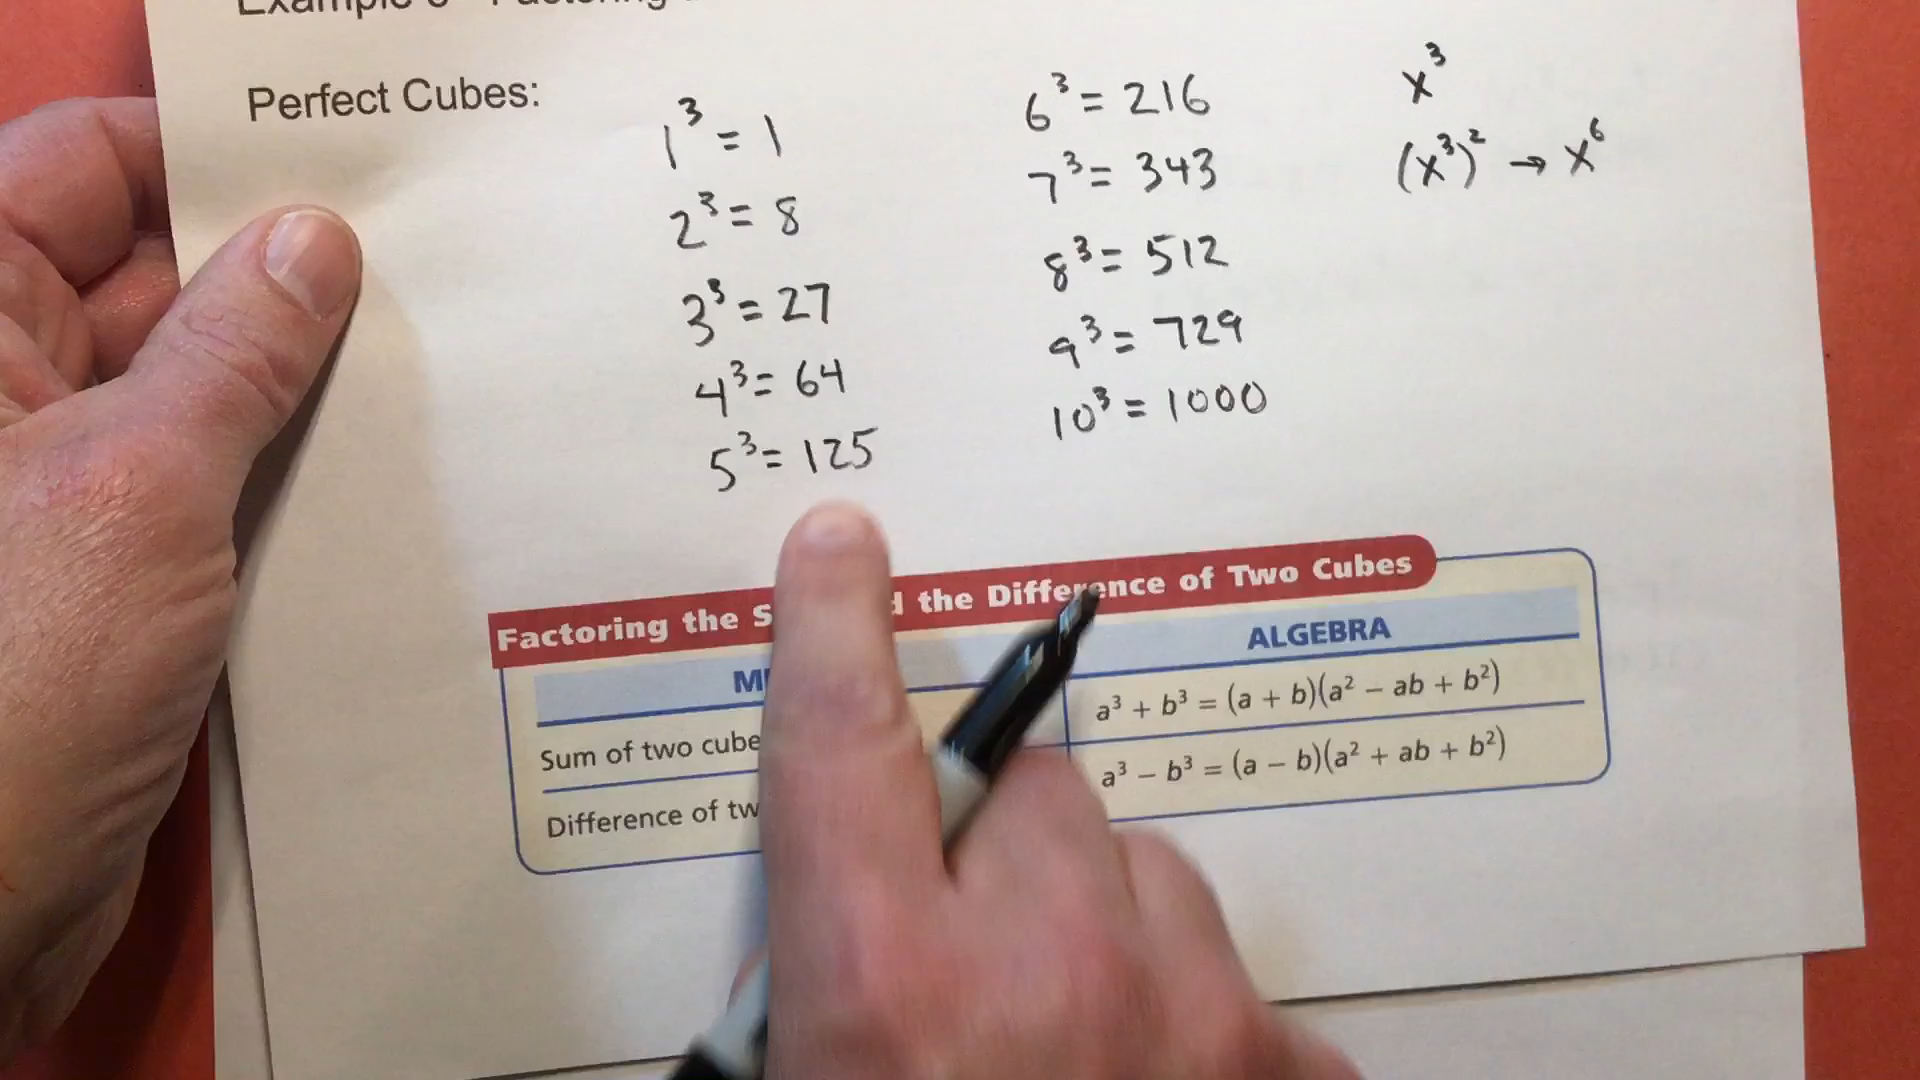 Perfect Cubes:
1³ = 1
2³ = 8
3³ = 27
4³ = 64
5³ = 125
6³ = 216
7³ = 343
8³ = 512
9³ = 729
10³ = 1000
x³
(x³)² → x⁶
Factoring the the Difference of Two Cubes
ALGEBRA
Sum of two a³ + b³ = (a + b)(a² − ab + b²)
Difference of a³ − b³ = (a − b)(a² + ab + b²)